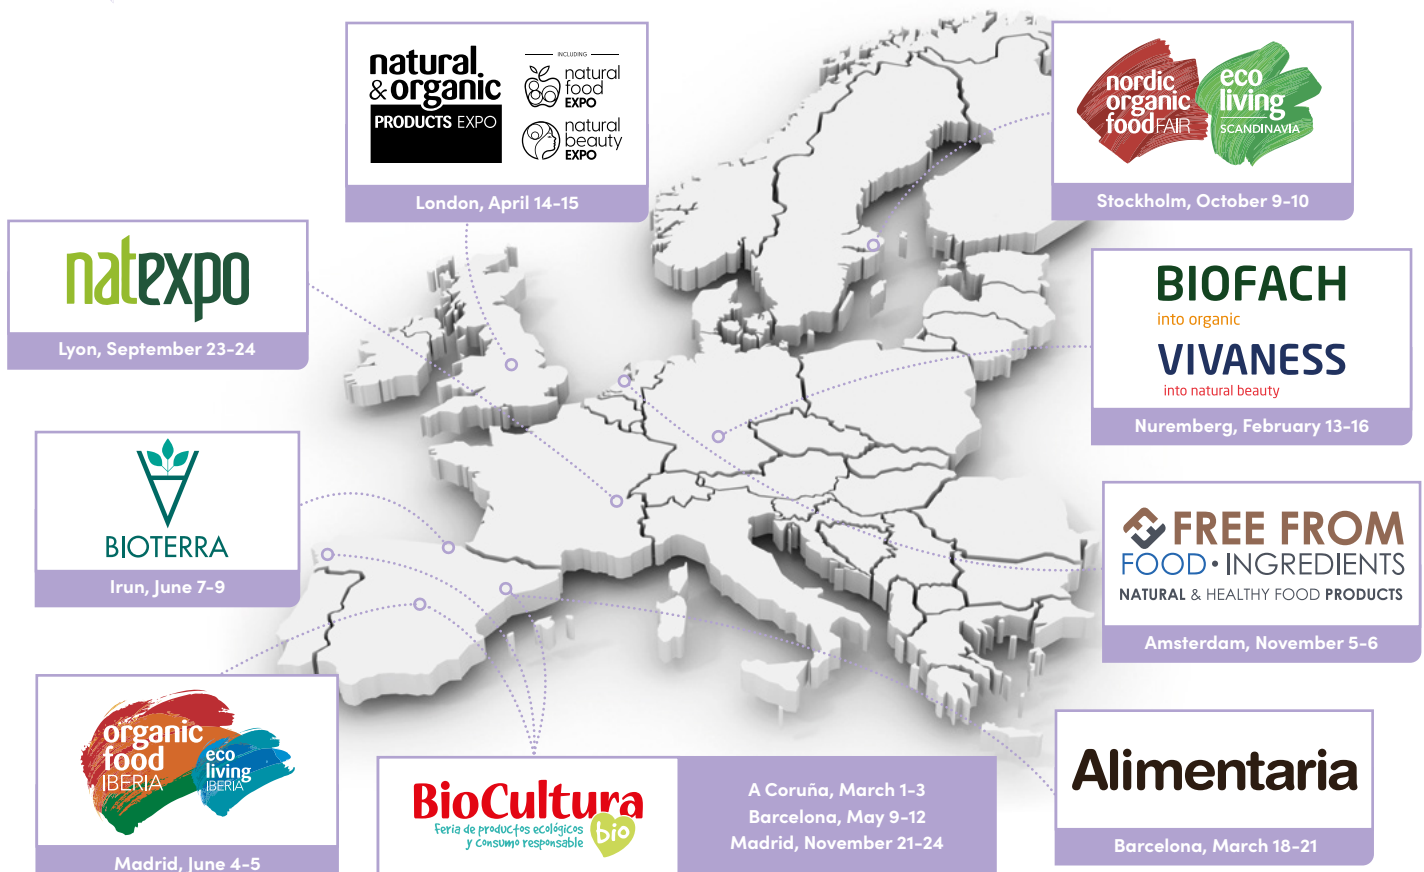 natural
& organic
PRODUCTS EXPO
INCLUDING
natural
food
EXPO
natural
beauty
EXPO
London, April 14-15
nordic
organic
food FAIR
eco
living
SCANDINAVIA
Stockholm, October 9-10
natexpo
Lyon, September 23-24
BIOFACH
into organic
VIVANESS
into natural beauty
Nuremberg, February 13-16
BIOTERRA
Irun, June 7-9
FREE FROM
FOOD · INGREDIENTS
NATURAL & HEALTHY FOOD PRODUCTS
Amsterdam, November 5-6
organic
food
IBERIA
eco
living
IBERIA
Madrid, June 4-5
BioCultura
Feria de productos ecológicos
y consumo responsable
bio
A Coruña, March 1-3
Barcelona, May 9-12
Madrid, November 21-24
Alimentaria
Barcelona, March 18-21